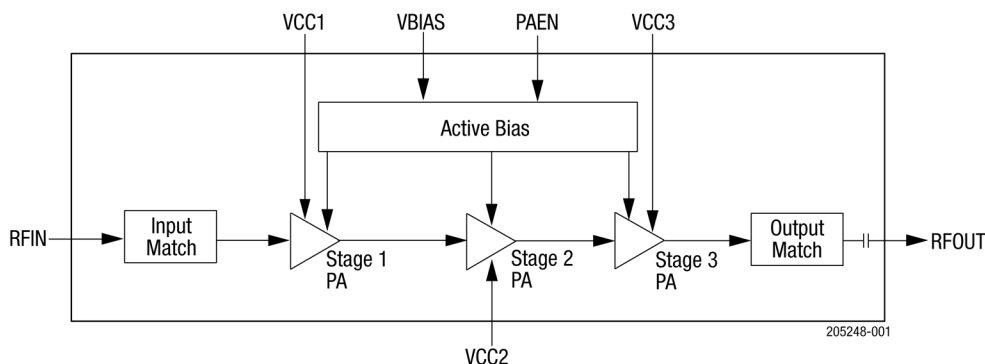 VCC1 VBIAS PAEN VCC3
Active Bias
RFIN
Input
Match
Stage 1
PA
Stage 2
PA
Stage 3
PA
Output
Match
RFOUT
205248-001
VCC2